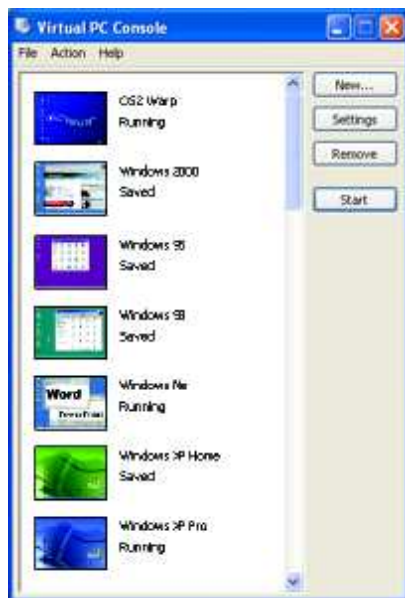 Virtual PC Console
File Action Help
New...
Settings
Remove
Start
OS2 Warp
Running
Windows 2000
Saved
Windows 95
Saved
Windows 98
Saved
Windows Me
Running
Word
Windows XP Home
Saved
Windows XP Pro
Running